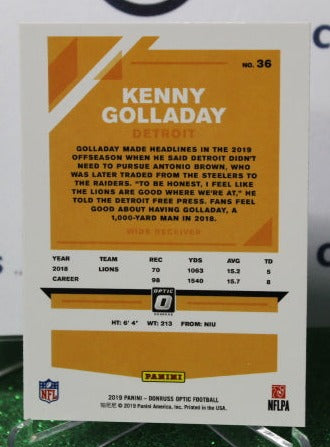 NO. 36
KENNY
GOLLADAY
DETROIT
GOLLADAY MADE HEADLINES IN THE 2019
OFFSEASON WHEN HE SAID DETROIT DIDN'T
NEED TO PURSUE ANTONIO BROWN, WHO
WAS LATER TRADED FROM THE STEELERS TO
THE RAIDERS. "TO BE HONEST, I FEEL LIKE
THE LIONS ARE GOOD WHERE WE'RE AT," HE
TOLD THE DETROIT FREE PRESS. FANS FEEL
GOOD ABOUT HAVING GOLLADAY, A
1,000-YARD MAN IN 2018.
WIDE RECEIVER
YEAR TEAM REC YDS AVG TD
2018 LIONS 70 1063 15.2 5
CAREER 98 1540 15.7 8
OPTIC
DONRUSS
HT: 6' 4" WT: 213 FROM: NIU
NFL
PANINI
NFLPA
2019 PANINI – DONRUSS OPTIC FOOTBALL
© 2019 Panini America, Inc. Printed in the USA.